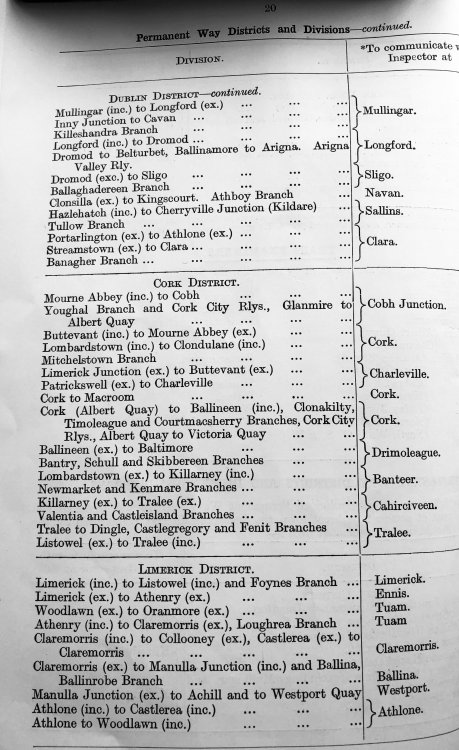 20
Permanent Way Districts and Divisions—continued.
DIVISION.
*To communicate w
Inspector at
DUBLIN DISTRICT—continued.
Mullingar (inc.) to Longford (ex.) ... ... ...
Inny Junction to Cavan ... ... ... ...
Mullingar.
Killeshandra Branch ... ... ... ...
Longford (inc.) to Dromod ... ... ... ...
Dromod to Belturbet, Ballinamore to Arigna. Arigna
Valley Rly.
Longford.
Dromod (exc.) to Sligo ... ... ... ...
Ballaghadereen Branch ... ... ... ...
Sligo.
Clonsilla (ex.) to Kingscourt. Athboy Branch ...
Navan.
Hazlehatch (inc.) to Cherryville Junction (Kildare)
Tullow Branch ... ... ... ...
Sallins.
Portarlington (ex.) to Athlone (ex.) ... ... ...
Streamstown (ex.) to Clara ... ... ... ...
Banagher Branch ... ... ... ...
Clara.
CORK DISTRICT.
Mourne Abbey (inc.) to Cobh ... ... ...
Youghal Branch and Cork City Rlys., Glanmire to
Albert Quay ... ... ... ...
Cobh Junction.
Buttevant (inc.) to Mourne Abbey (ex.) ... ...
Lombardstown (inc.) to Clondulane (inc.) ... ...
Mitchelstown Branch ... ... ... ...
Cork.
Limerick Junction (ex.) to Buttevant (ex.) ... ...
Patrickswell (ex.) to Charleville ... ... ...
Charleville.
Cork to Macroom ... ... ... ...
Cork.
Cork (Albert Quay) to Ballineen (inc.), Clonakilty,
Timoleague and Courtmacsherry Branches, Cork City
Rlys., Albert Quay to Victoria Quay ... ...
Cork.
Ballineen (ex.) to Baltimore ... ... ...
Bantry, Schull and Skibbereen Branches ... ...
Drimoleague.
Lombardstown (ex.) to Killarney (inc.) ... ...
Newmarket and Kenmare Branches ... ... ...
Banteer.
Killarney (ex.) to Tralee (ex.) ... ... ...
Valentia and Castleisland Branches ... ... ...
Cahirciveen.
Tralee to Dingle, Castlegregory and Fenit Branches ...
Listowel (ex.) to Tralee (inc.) ... ... ...
Tralee.
LIMERICK DISTRICT.
Limerick (inc.) to Listowel (inc.) and Foynes Branch ...
Limerick.
Limerick (ex.) to Athenry (ex.) ... ... ...
Ennis.
Woodlawn (ex.) to Oranmore (ex.) ... ... ...
Tuam.
Athenry (inc.) to Claremorris (ex.), Loughrea Branch ...
Tuam
Claremorris (inc.) to Collooney (ex.), Castlerea (ex.) to
Claremorris ... ... ... ... ...
Claremorris.
Claremorris (ex.) to Manulla Junction (inc.) and Ballina,
Ballinrobe Branch ... ... ... ...
Ballina.
Manulla Junction (ex.) to Achill and to Westport Quay
Westport.
Athlone (inc.) to Castlerea (inc.) ... ... ...
Athlone to Woodlawn (inc.) ... ... ...
Athlone.